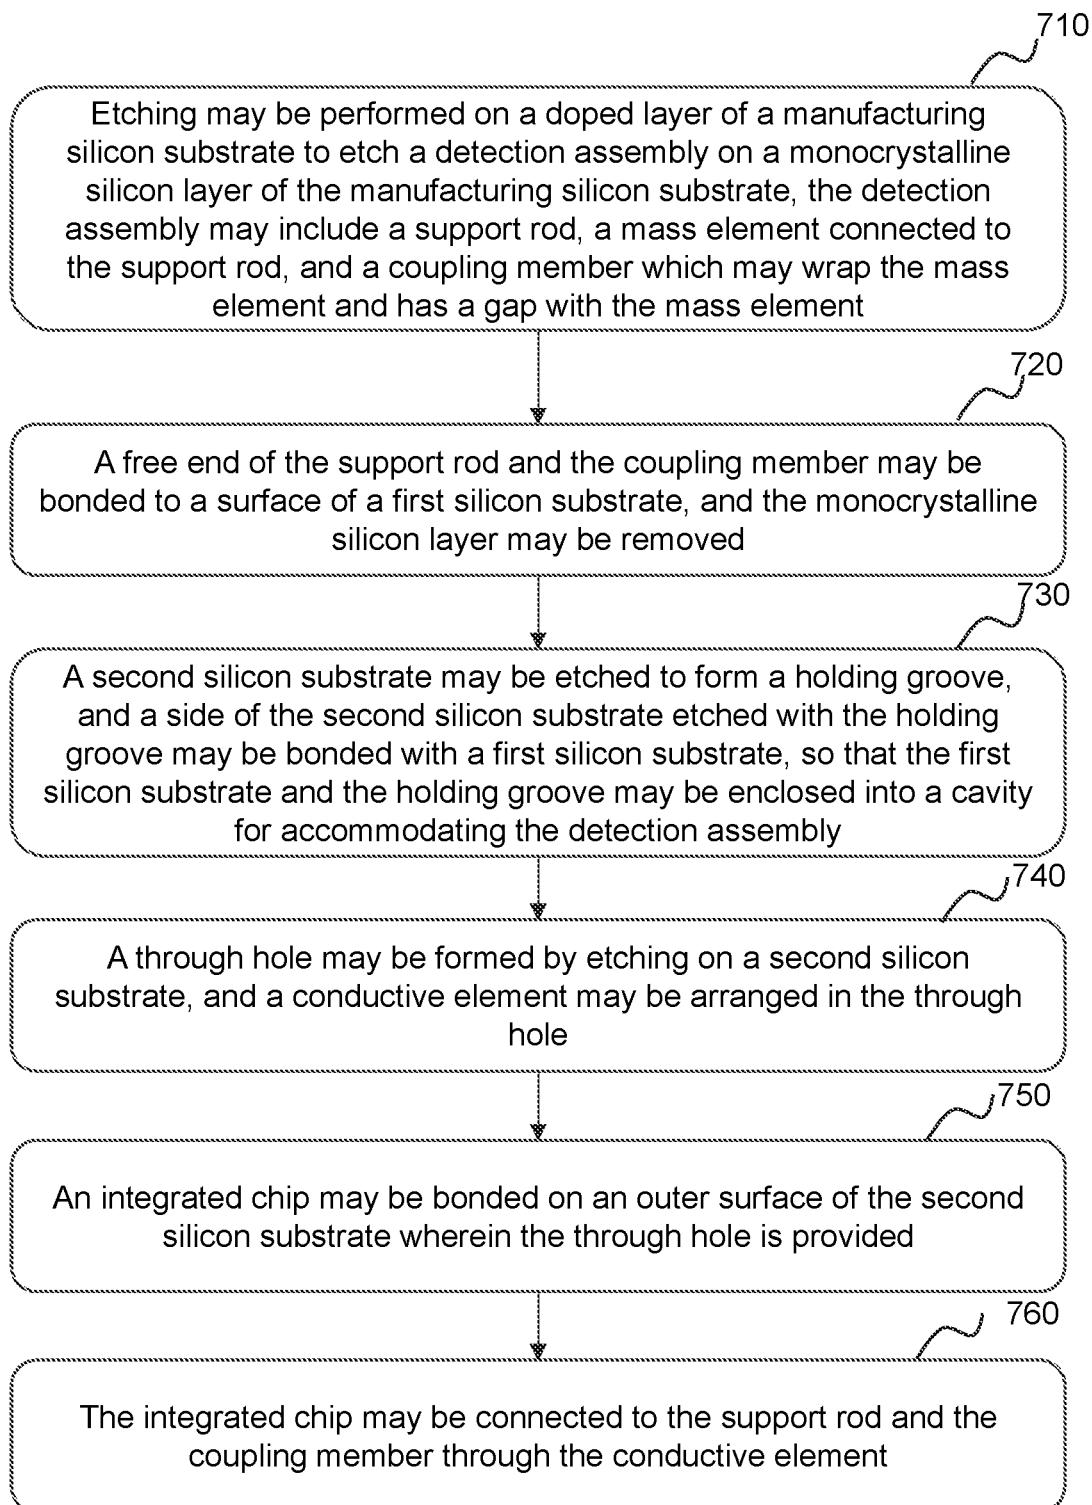 710
Etching may be performed on a doped layer of a manufacturing
silicon substrate to etch a detection assembly on a monocrystalline
silicon layer of the manufacturing silicon substrate, the detection
assembly may include a support rod, a mass element connected to
the support rod, and a coupling member which may wrap the mass
element and has a gap with the mass element
720
A free end of the support rod and the coupling member may be
bonded to a surface of a first silicon substrate, and the monocrystalline
silicon layer may be removed
730
A second silicon substrate may be etched to form a holding groove,
and a side of the second silicon substrate etched with the holding
groove may be bonded with a first silicon substrate, so that the first
silicon substrate and the holding groove may be enclosed into a cavity
for accommodating the detection assembly
740
A through hole may be formed by etching on a second silicon
substrate, and a conductive element may be arranged in the through
hole
750
An integrated chip may be bonded on an outer surface of the second
silicon substrate wherein the through hole is provided
760
The integrated chip may be connected to the support rod and the
coupling member through the conductive element